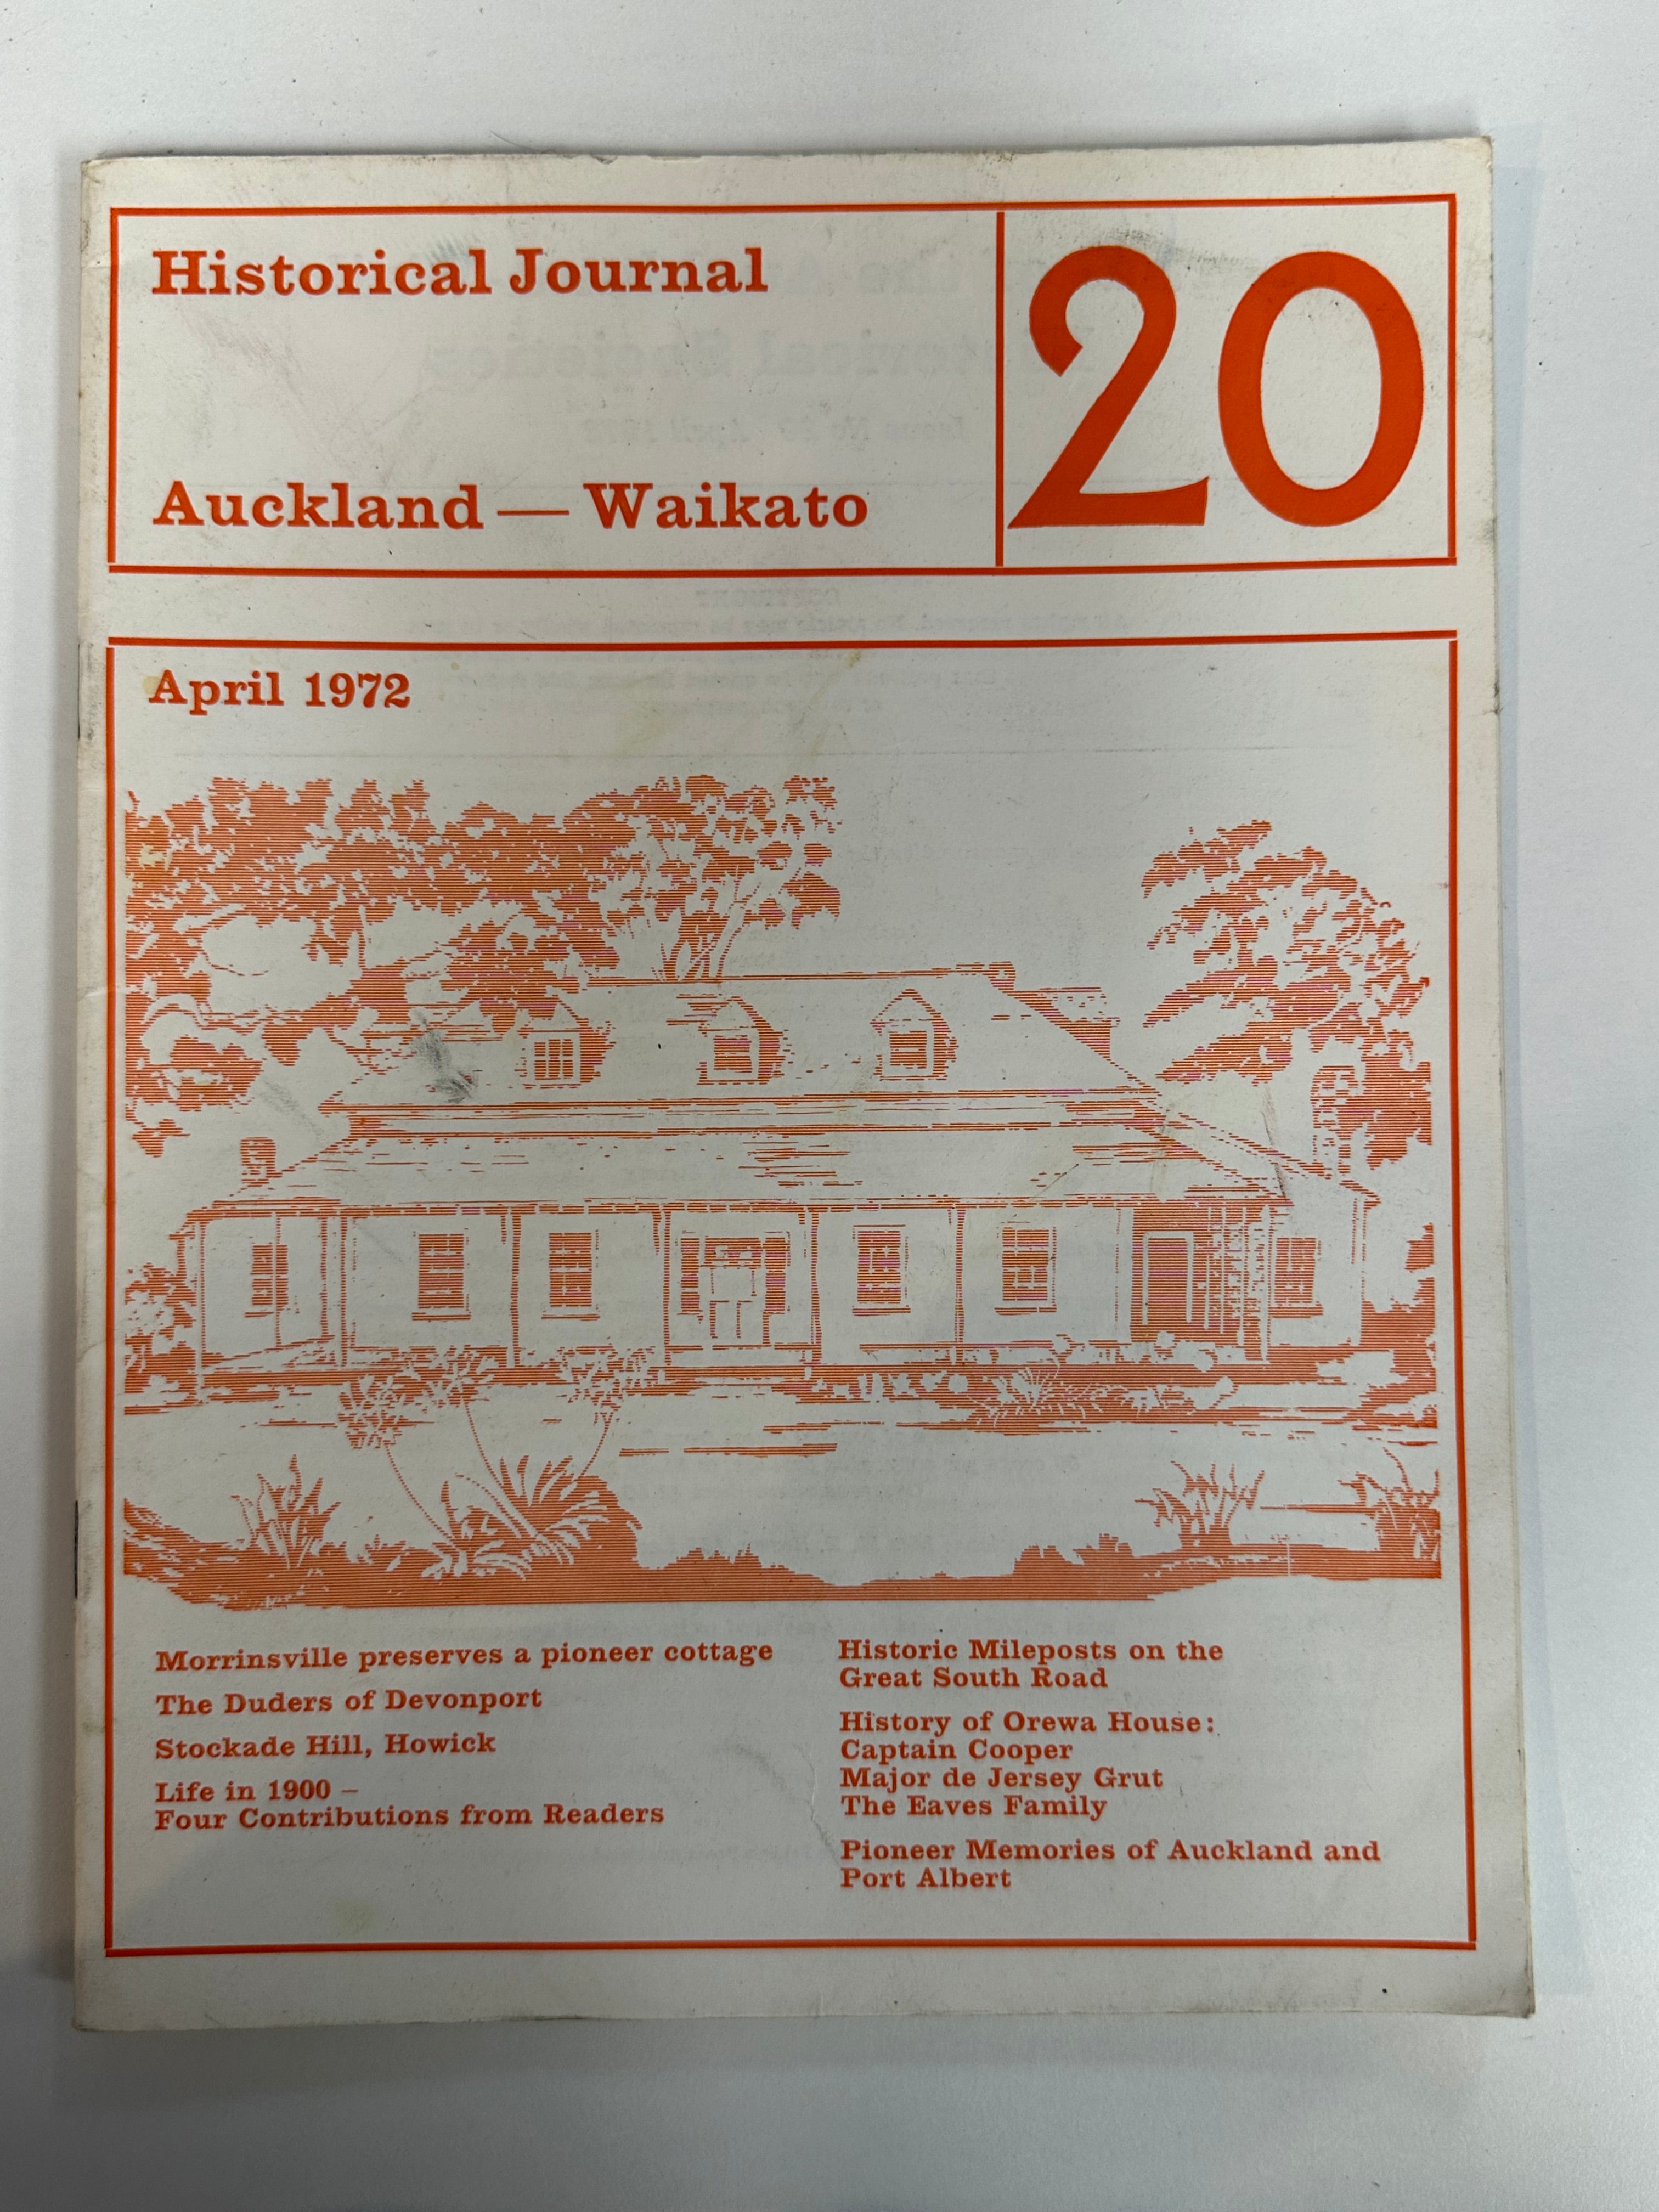 Historical Journal
20
Auckland — Waikato
April 1972
Morrinsville preserves a pioneer cottage
The Duders of Devonport
Stockade Hill, Howick
Life in 1900 –
Four Contributions from Readers
Historic Mileposts on the
Great South Road
History of Orewa House:
Captain Cooper
Major de Jersey Grut
The Eaves Family
Pioneer Memories of Auckland and
Port Albert